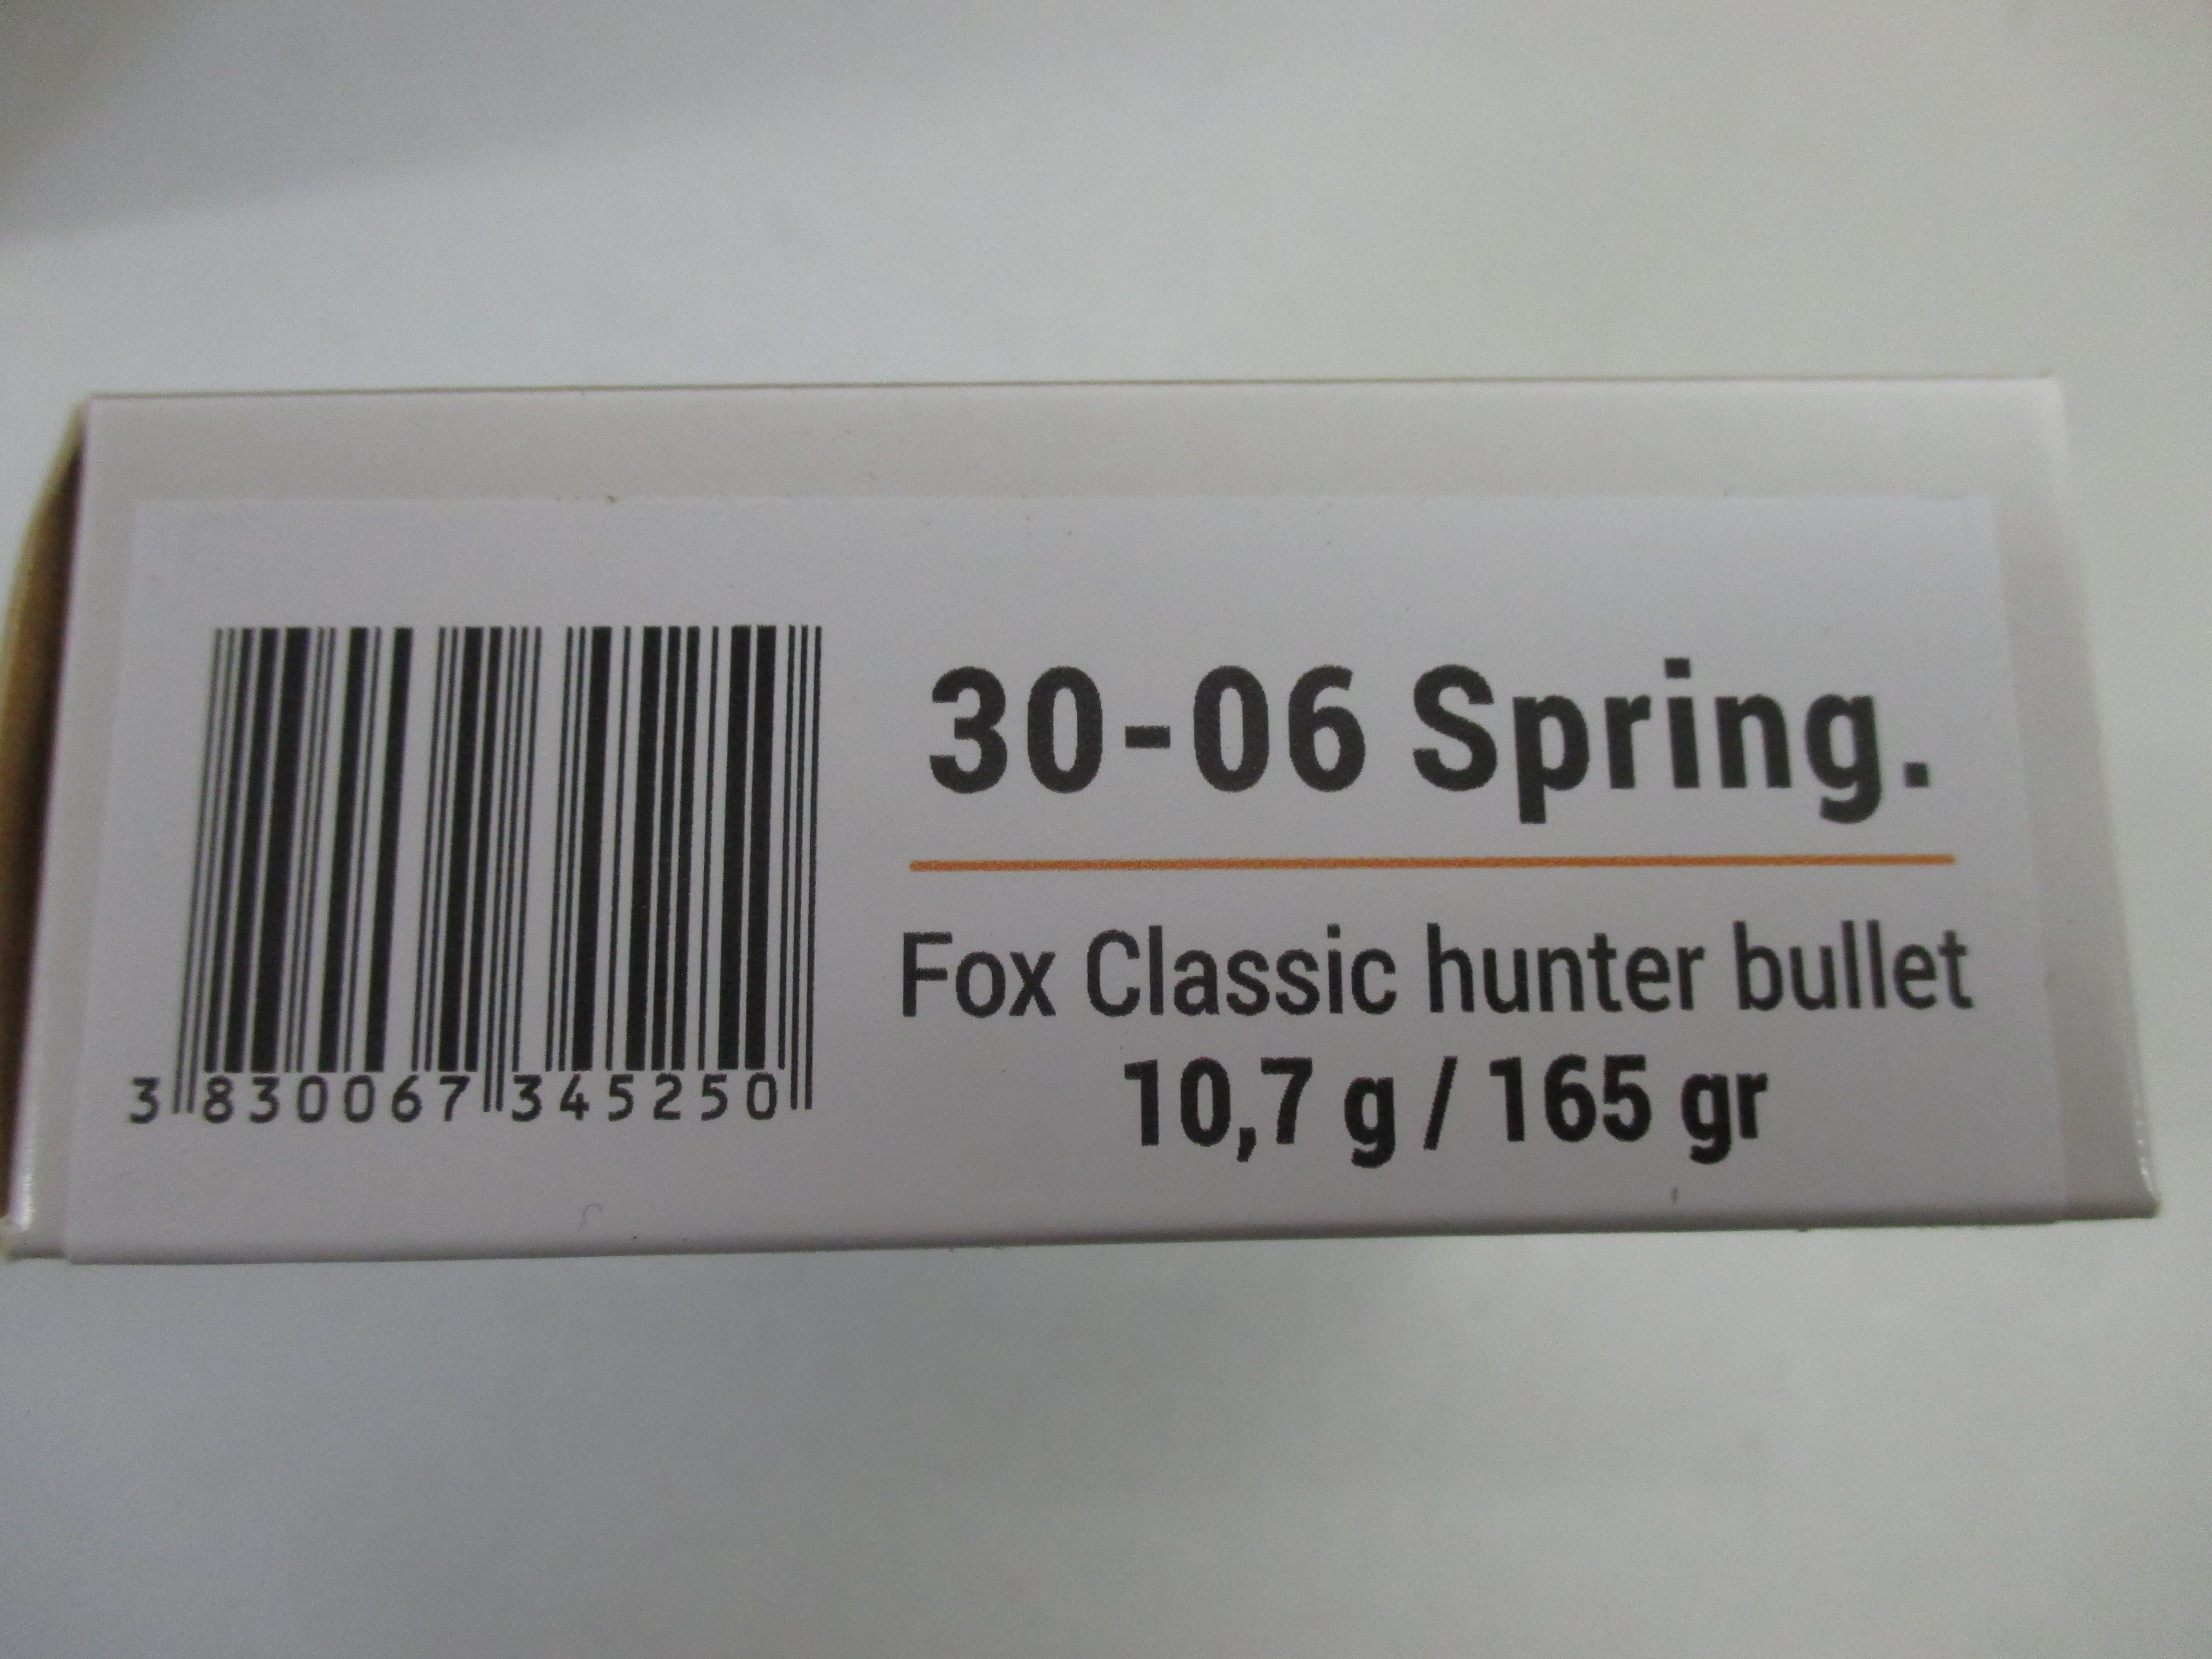 30-06 Spring.
Fox Classic hunter bullet
10,7 g / 165 gr
3 830067 345250